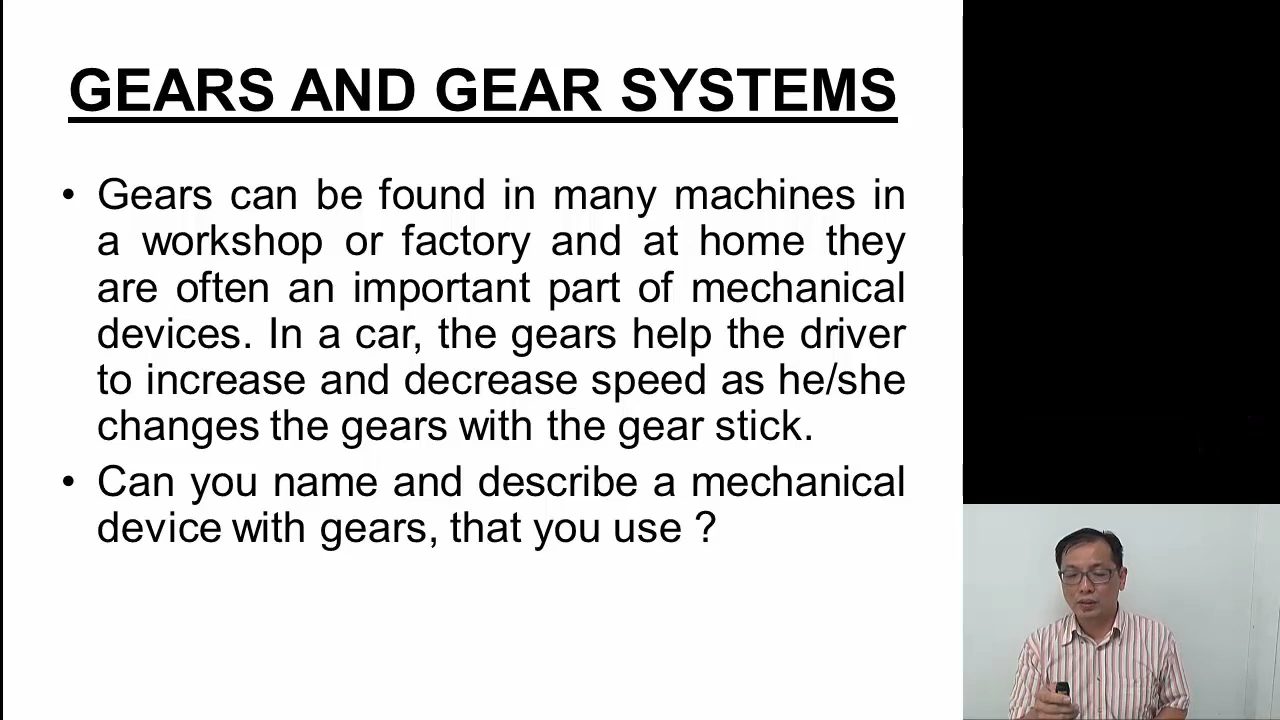 GEARS AND GEAR SYSTEMS
• Gears can be found in many machines in
a workshop or factory and at home they
are often an important part of mechanical
devices. In a car, the gears help the driver
to increase and decrease speed as he/she
changes the gears with the gear stick.
• Can you name and describe a mechanical
device with gears, that you use ?